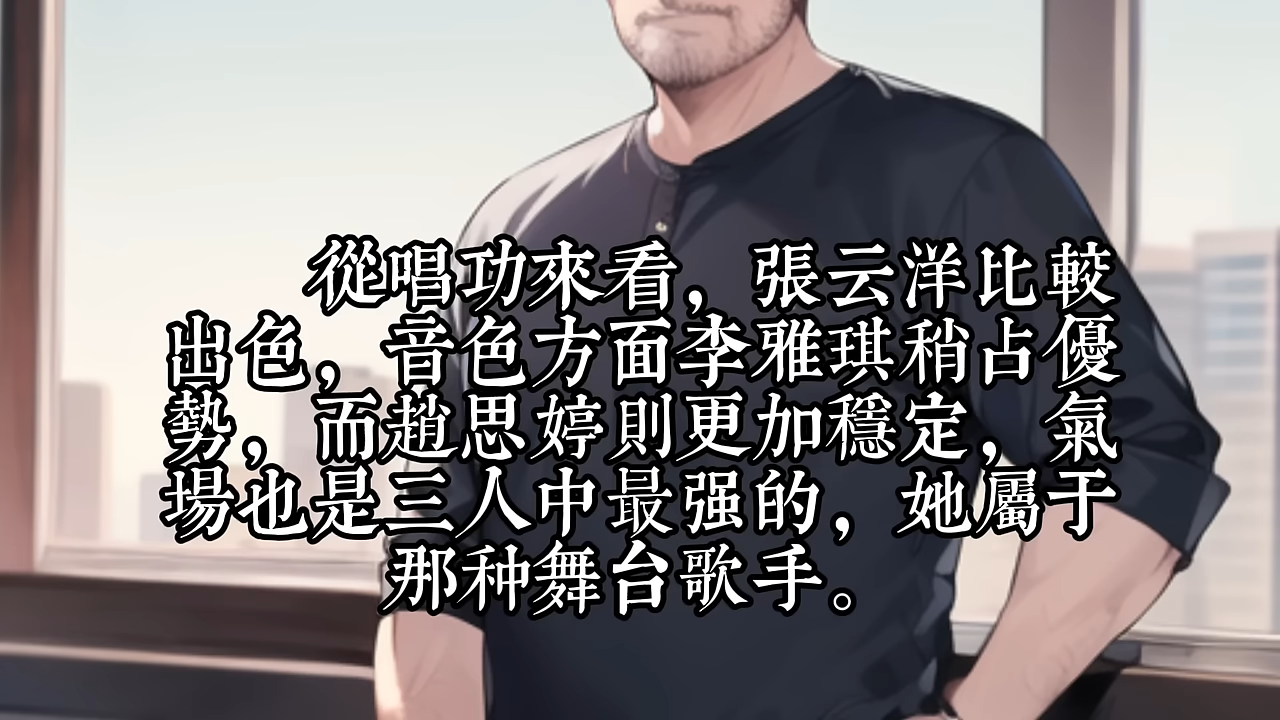 從唱功來看，張云洋比較
出色，音色方面李雅琪稍占優
勢，而趙思婷則更加穩定，氣
場也是三人中最强的，她屬于
那种舞台歌手。